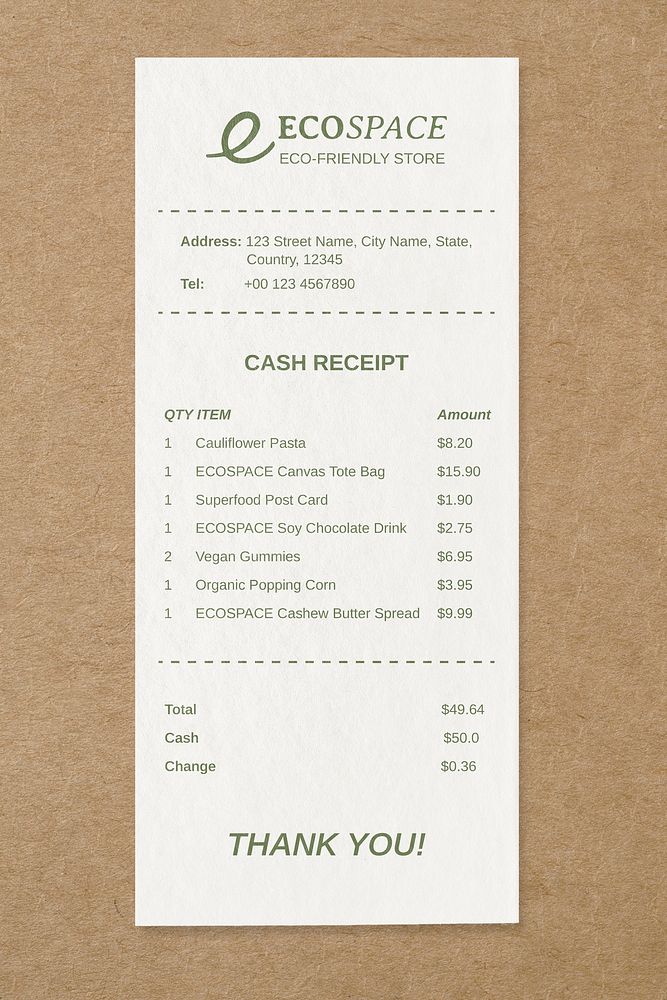 ECOSPACE
ECO-FRIENDLY STORE
Address: 123 Street Name, City Name, State,
Country, 12345
Tel: +00 123 4567890
CASH RECEIPT
QTY ITEM Amount
1 Cauliflower Pasta $8.20
1 ECOSPACE Canvas Tote Bag $15.90
1 Superfood Post Card $1.90
1 ECOSPACE Soy Chocolate Drink $2.75
2 Vegan Gummies $6.95
1 Organic Popping Corn $3.95
1 ECOSPACE Cashew Butter Spread $9.99
Total $49.64
Cash $50.0
Change $0.36
THANK YOU!